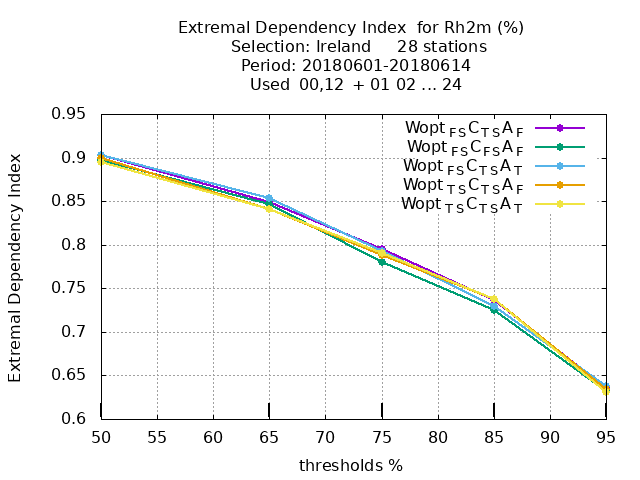 Extremal Dependency Index  for Rh2m (%)
Selection: Ireland     28 stations
Period: 20180601-20180614
Used  00,12  + 01 02 ... 24
Wopt FS C TS A F
Wopt FS C FS A F
Wopt FS C TS A T
Wopt TS C TS A F
Wopt TS C TS A T
Extremal Dependency Index
0.95
0.9
0.85
0.8
0.75
0.7
0.65
0.6
50 55 60 65 70 75 80 85 90 95
thresholds %